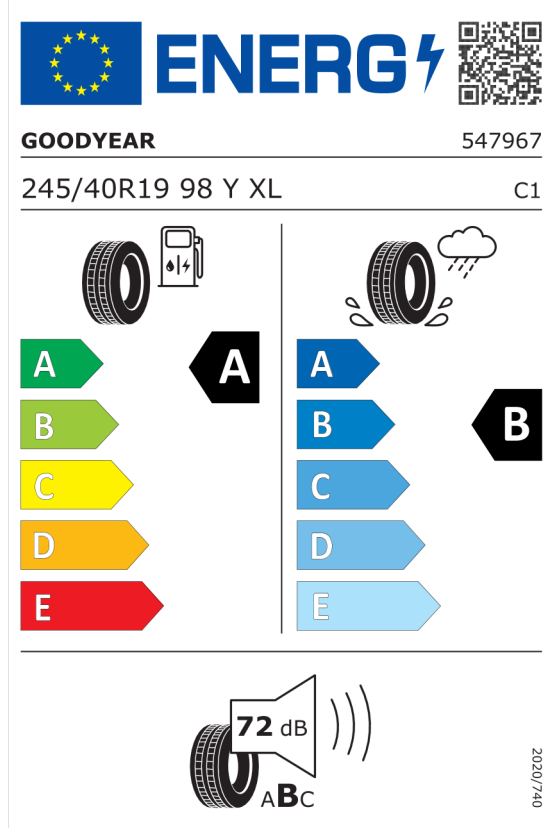 ENERG
GOODYEAR 547967
245/40R19 98 Y XL C1
A A A
B B B
C C
D D
E E
72 dB
ABC
2020/740